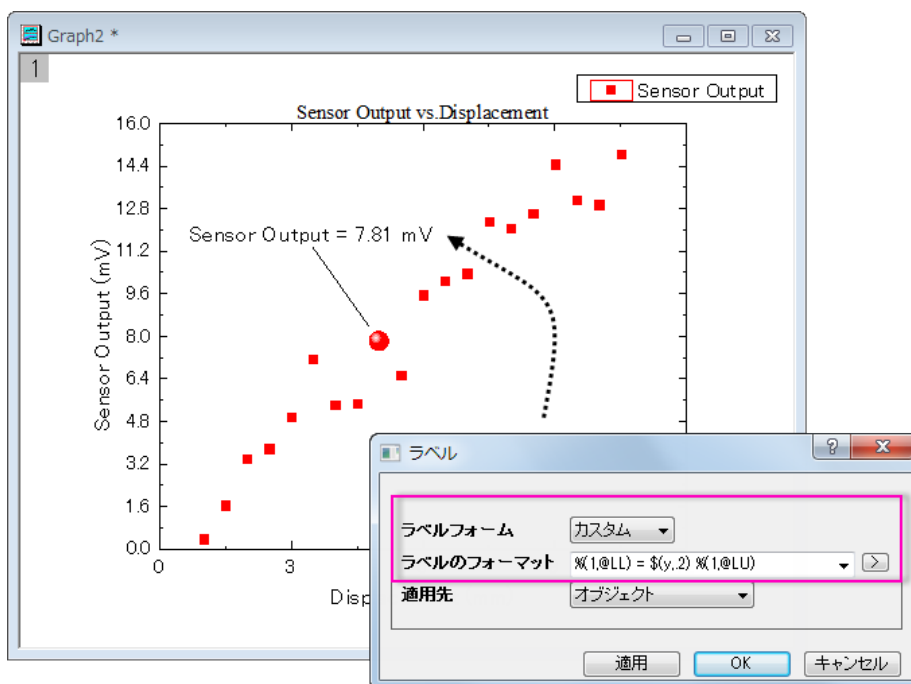 Graph2 *
1
Sensor Output
Sensor Output vs.Displacement
16.0
14.4
12.8
11.2
9.6
8.0
6.4
4.8
3.2
1.6
0.0
Sensor Output (mV)
Sensor Output = 7.81 mV
0
3
Disp
ラベル
?
ラベルフォーム
カスタム
ラベルのフォーマット
%(1,@LL) = $(y,.2) %(1,@LU)
>
適用先
オブジェクト
適用
OK
キャンセル